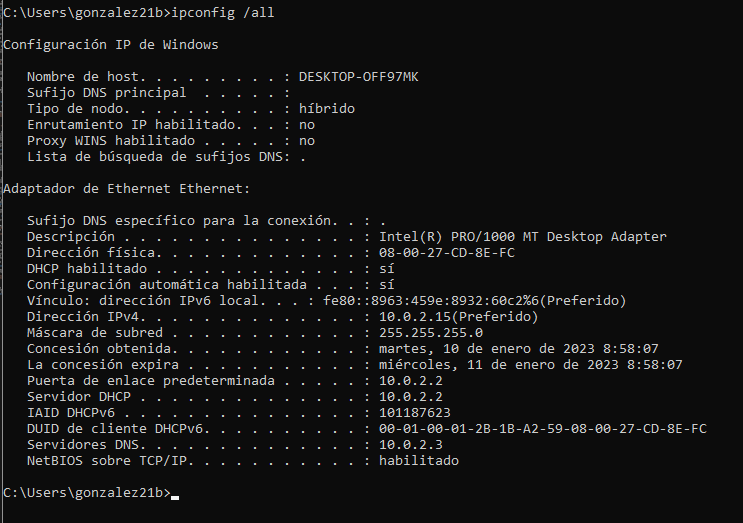 C:\Users\gonzalez21b>ipconfig /all
Configuración IP de Windows
Nombre de host. . . . . . . . . : DESKTOP-OFF97MK
Sufijo DNS principal  . . . . . :
Tipo de nodo. . . . . . . . . . : híbrido
Enrutamiento IP habilitado. . . : no
Proxy WINS habilitado . . . . . : no
Lista de búsqueda de sufijos DNS: .
Adaptador de Ethernet Ethernet:
Sufijo DNS específico para la conexión. . : .
Descripción . . . . . . . . . . . . . . . : Intel(R) PRO/1000 MT Desktop Adapter
Dirección física. . . . . . . . . . . . . : 08-00-27-CD-8E-FC
DHCP habilitado . . . . . . . . . . . . . : sí
Configuración automática habilitada . . . : sí
Vínculo: dirección IPv6 local. . . : fe80::8963:459e:8932:60c2%6(Preferido)
Dirección IPv4. . . . . . . . . . . . . . : 10.0.2.15(Preferido)
Máscara de subred . . . . . . . . . . . . : 255.255.255.0
Concesión obtenida. . . . . . . . . . . . : martes, 10 de enero de 2023 8:58:07
La concesión expira . . . . . . . . . . . : miércoles, 11 de enero de 2023 8:58:07
Puerta de enlace predeterminada . . . . . : 10.0.2.2
Servidor DHCP . . . . . . . . . . . . . . : 10.0.2.2
IAID DHCPv6 . . . . . . . . . . . . . . . : 101187623
DUID de cliente DHCPv6. . . . . . . . . . : 00-01-00-01-2B-1B-A2-59-08-00-27-CD-8E-FC
Servidores DNS. . . . . . . . . . . . . . : 10.0.2.3
NetBIOS sobre TCP/IP. . . . . . . . . . . : habilitado
C:\Users\gonzalez21b>